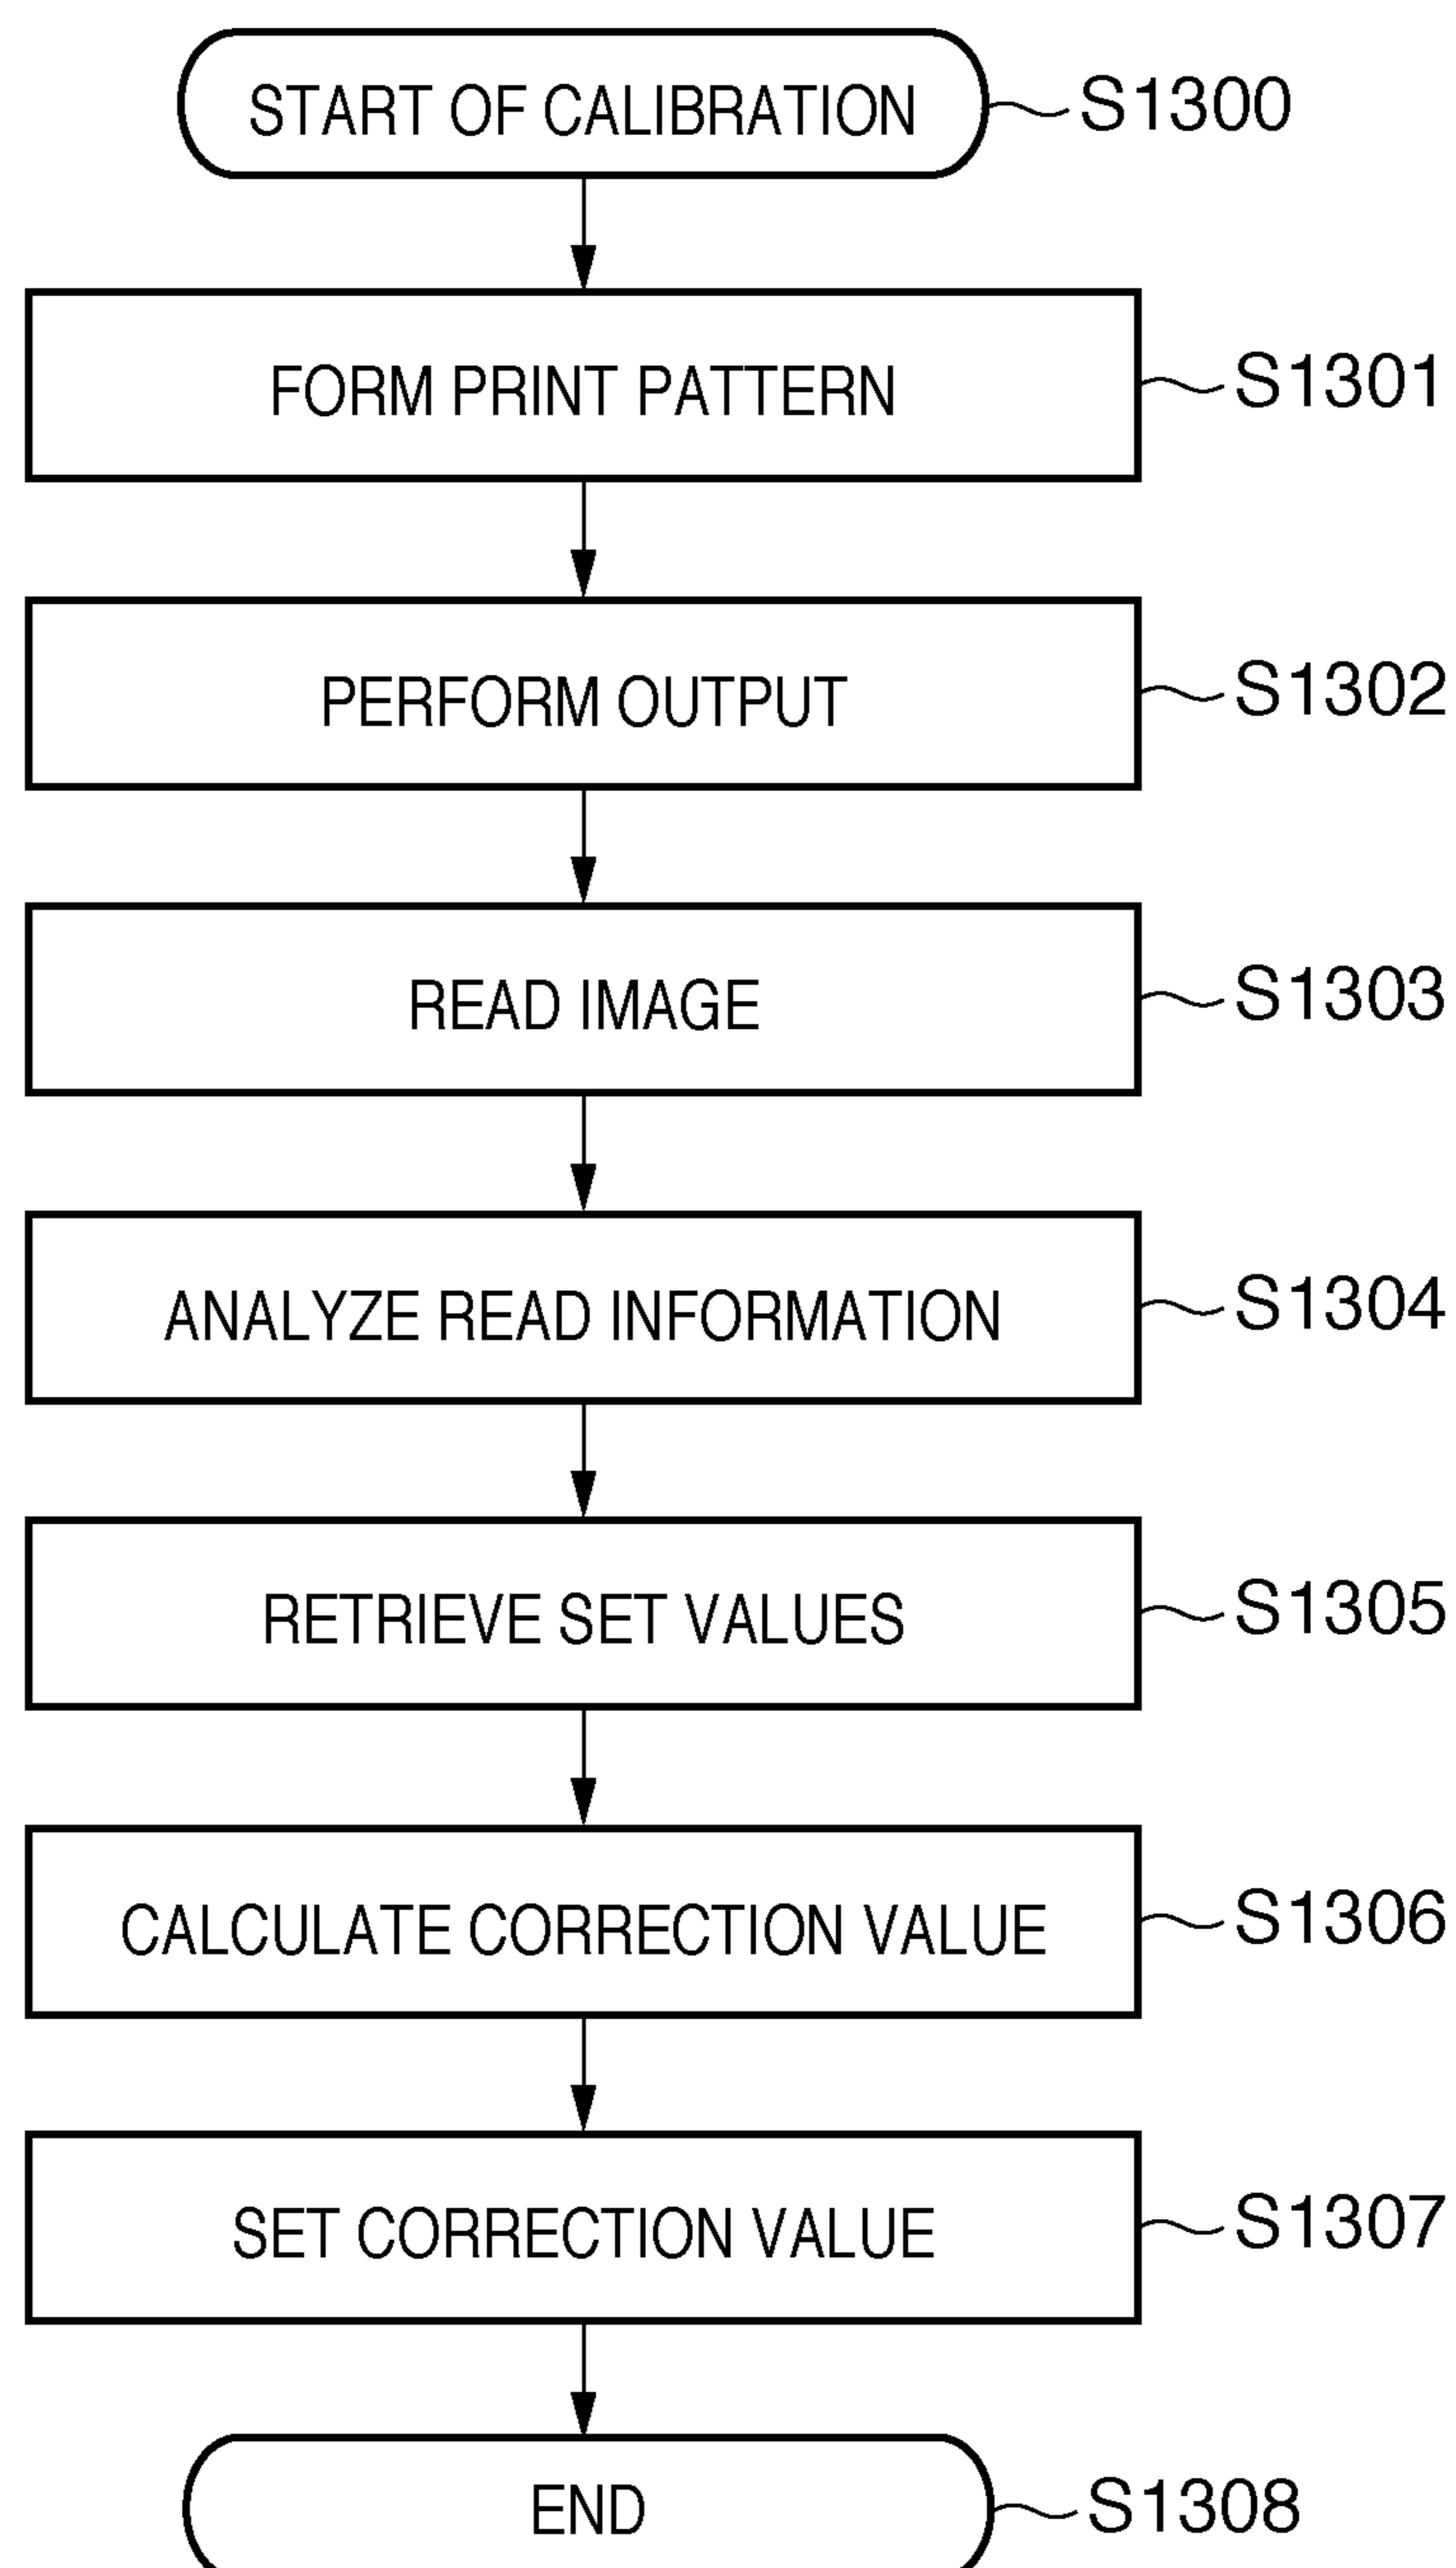 START OF CALIBRATION S1300
FORM PRINT PATTERN S1301
PERFORM OUTPUT S1302
READ IMAGE S1303
ANALYZE READ INFORMATION S1304
RETRIEVE SET VALUES S1305
CALCULATE CORRECTION VALUE S1306
SET CORRECTION VALUE S1307
END S1308